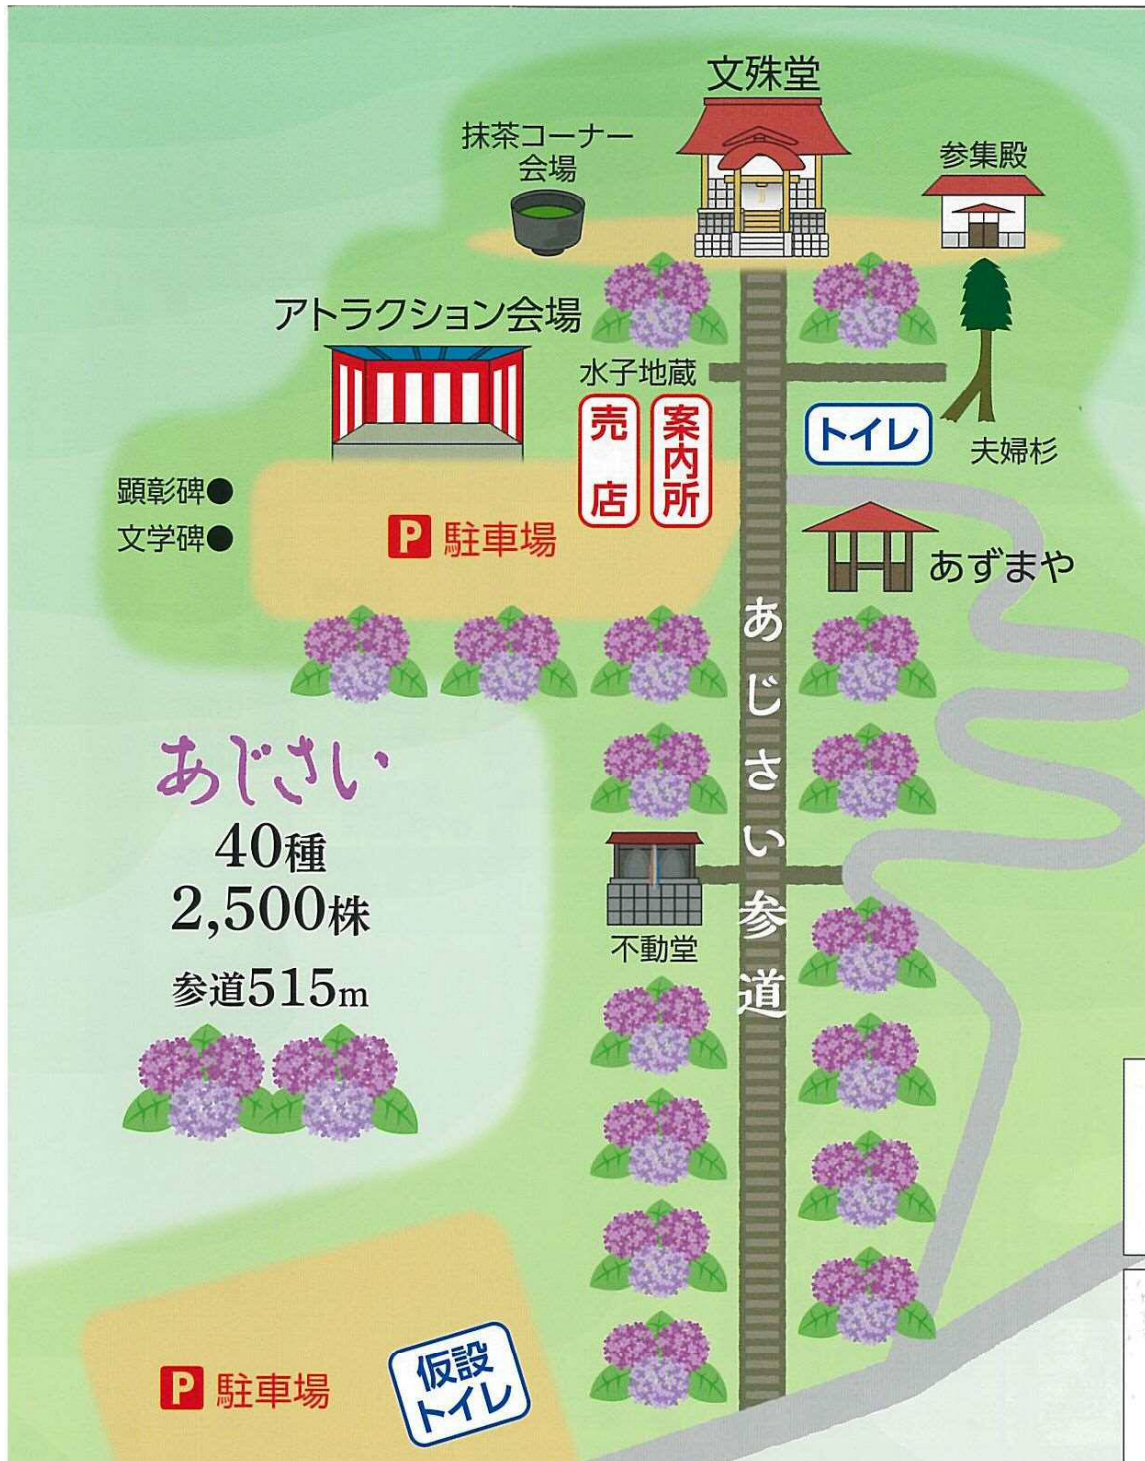 文殊堂
抹茶コーナー
会場
参集殿
アトラクション会場
水子地蔵
売店
案内所
トイレ
夫婦杉
顕彰碑●
文学碑●
P 駐車場
あずまや
あじさい参道
あじさい
40種
2,500株
参道515m
不動堂
P 駐車場
仮設
トイレ